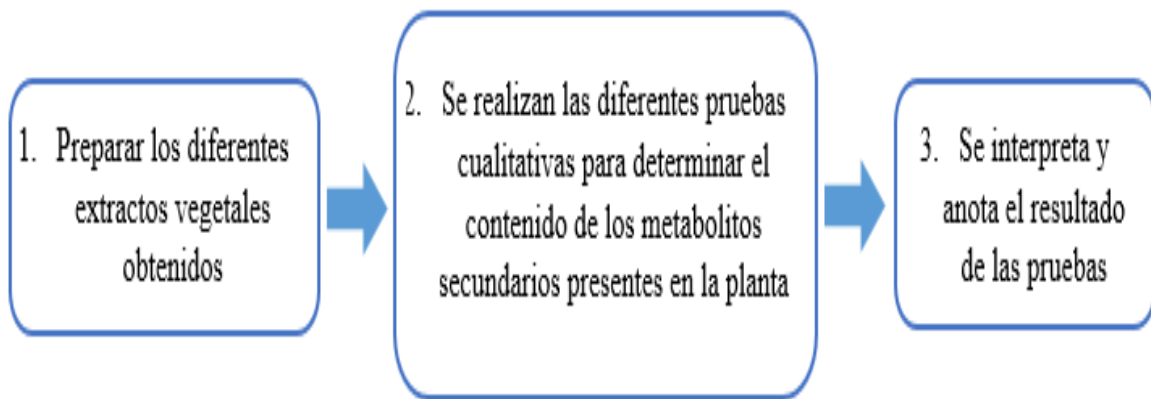 1. Preparar los diferentes
extractos vegetales
obtenidos
2. Se realizan las diferentes pruebas
cualitativas para determinar el
contenido de los metabolitos
secundarios presentes en la planta
3. Se interpreta y
anota el resultado
de las pruebas